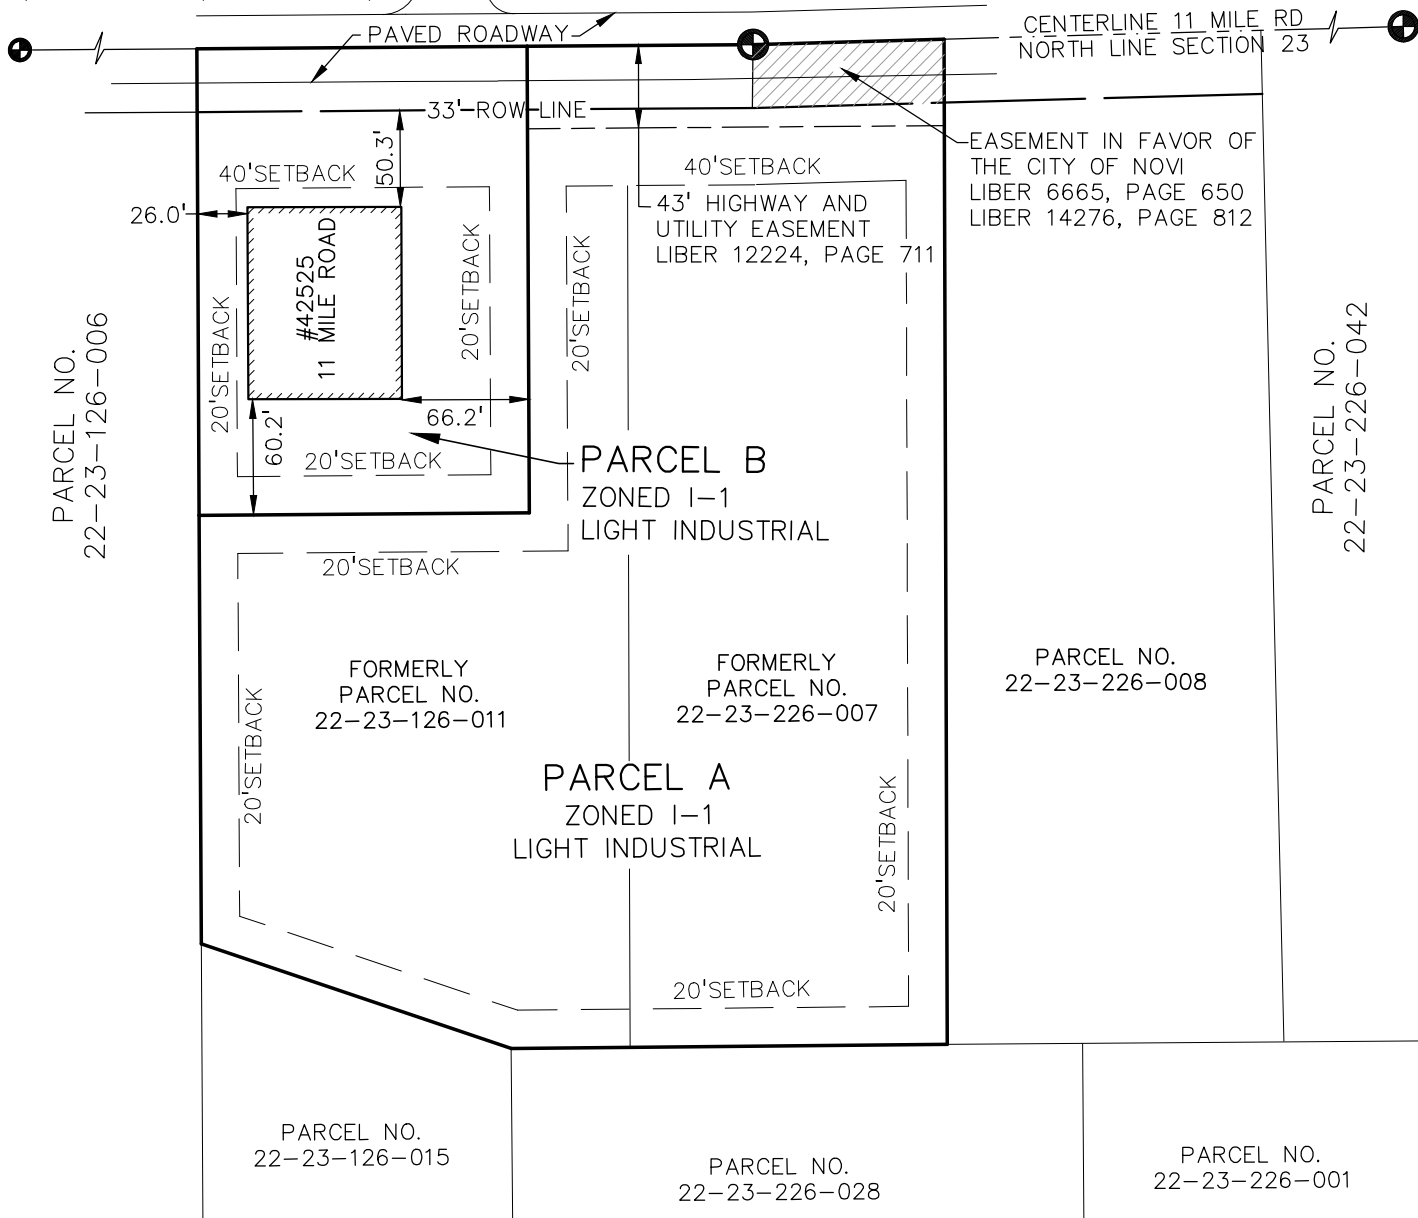 PAVED ROADWAY
CENTERLINE 11 MILE RD
NORTH LINE SECTION 23
33' ROW LINE
50.3'
40'SETBACK
26.0'
#42525
11 MILE ROAD
20'SETBACK
20'SETBACK
66.2'
60.2'
20'SETBACK
40'SETBACK
43' HIGHWAY AND
UTILITY EASEMENT
LIBER 12224, PAGE 711
EASEMENT IN FAVOR OF
THE CITY OF NOVI
LIBER 6665, PAGE 650
LIBER 14276, PAGE 812
20'SETBACK
PARCEL NO.
22-23-126-006
PARCEL NO.
22-23-226-042
PARCEL B
ZONED I-1
LIGHT INDUSTRIAL
20'SETBACK
FORMERLY
PARCEL NO.
22-23-126-011
FORMERLY
PARCEL NO.
22-23-226-007
PARCEL NO.
22-23-226-008
20'SETBACK
PARCEL A
ZONED I-1
LIGHT INDUSTRIAL
20'SETBACK
20'SETBACK
PARCEL NO.
22-23-126-015
PARCEL NO.
22-23-226-028
PARCEL NO.
22-23-226-001